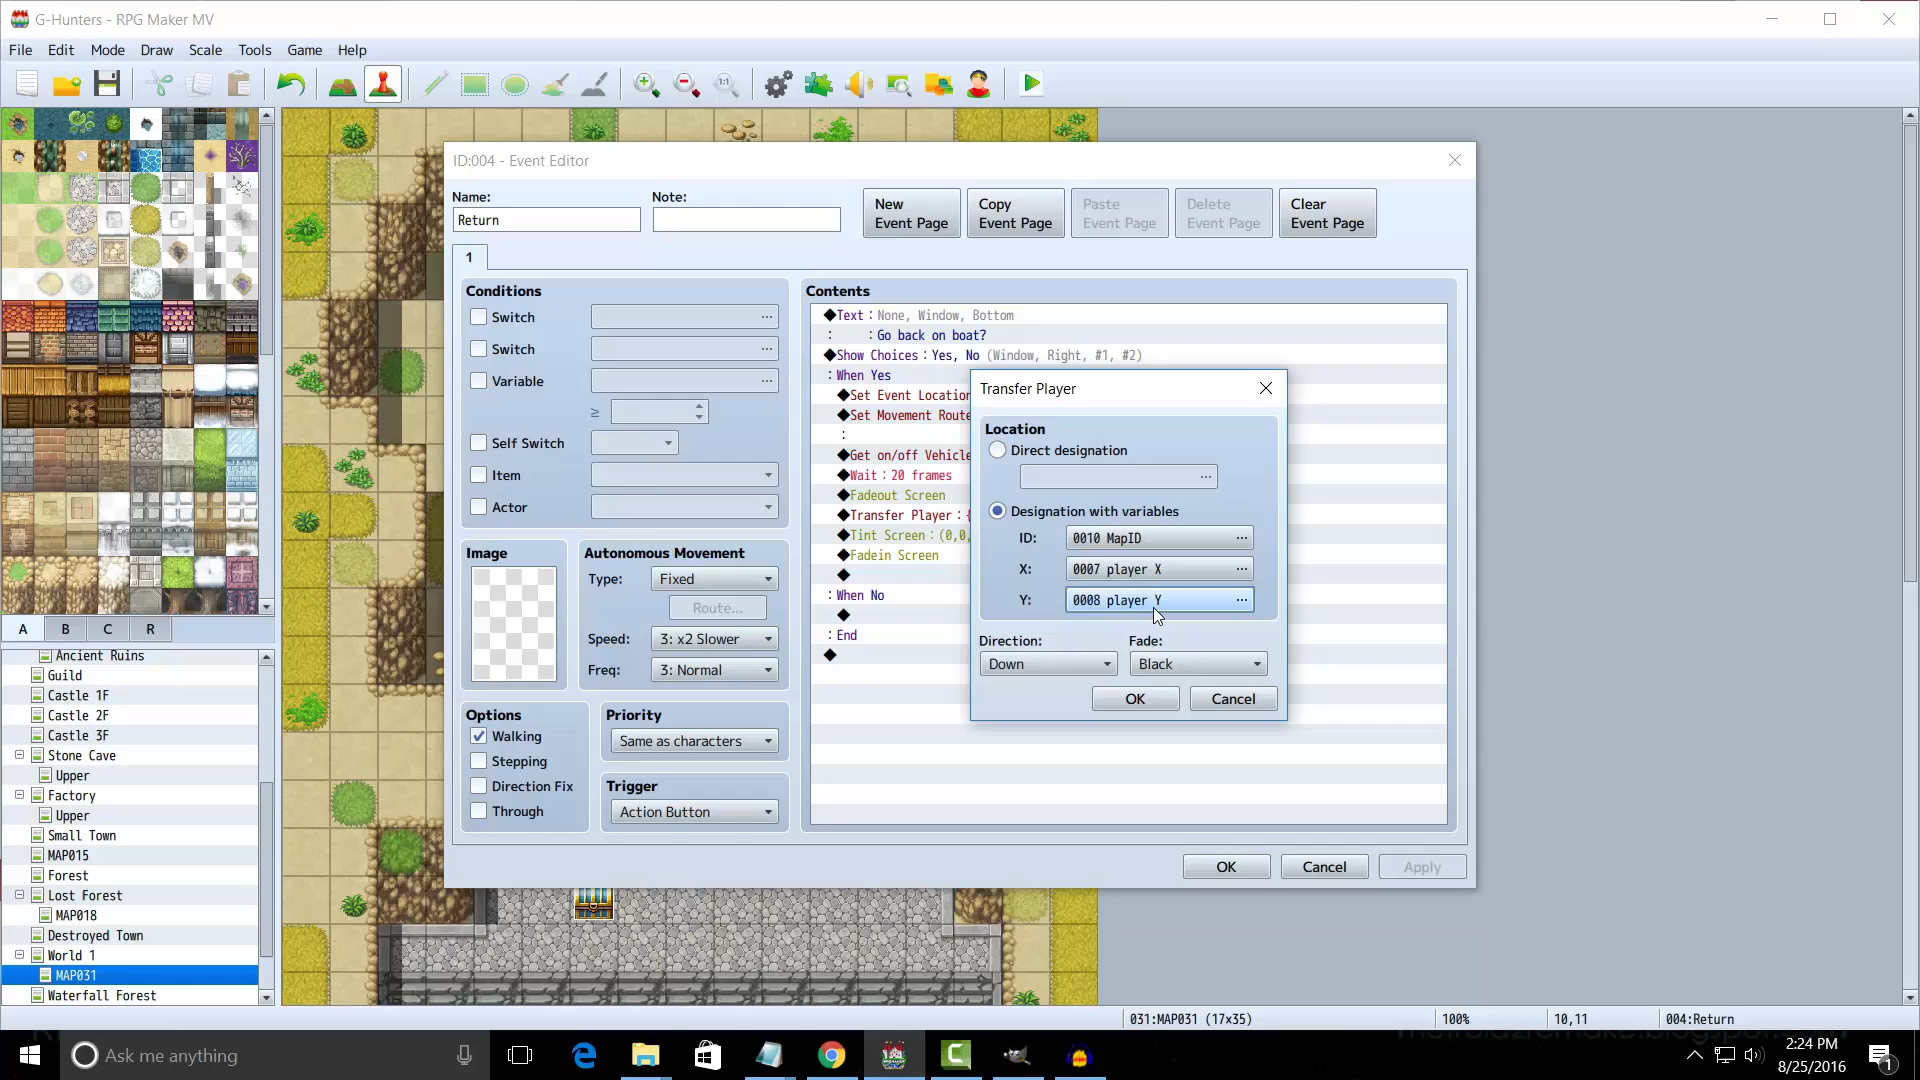 G-Hunters - RPG Maker MV
File Edit Mode Draw Scale Tools Game Help
1:1
ID:004 - Event Editor
Name: Note:
Return
New
Event Page
Copy
Event Page
Paste
Event Page
Delete
Event Page
Clear
Event Page
1
Conditions
Switch ...
Switch ...
Variable ...
≥
Self Switch
Item
Actor
Image
Autonomous Movement
Type: Fixed
Route...
Speed: 3: x2 Slower
Freq: 3: Normal
Options
Walking
Stepping
Direction Fix
Through
Priority
Same as characters
Trigger
Action Button
Contents
◆Text : None, Window, Bottom
: : Go back on boat?
◆Show Choices : Yes, No (Window, Right, #1, #2)
: When Yes
◆Set Event Location
◆Set Movement Route
:
◆Get on/off Vehicle
◆Wait : 20 frames
◆Fadeout Screen
◆Transfer Player : {
◆Tint Screen : (0,0,
◆Fadein Screen
◆
: When No
◆
: End
◆
Transfer Player
Location
Direct designation
...
Designation with variables
ID: 0010 MapID ...
X: 0007 player X ...
Y: 0008 player Y ...
Direction: Fade:
Down Black
OK Cancel
OK Cancel Apply
A B C R
Ancient Ruins
Guild
Castle 1F
Castle 2F
Castle 3F
Stone Cave
Upper
Factory
Upper
Small Town
MAP015
Forest
Lost Forest
MAP018
Destroyed Town
World 1
MAP031
Waterfall Forest
031:MAP031 (17x35) 100% 10,11 004:Return
Ask me anything
2:24 PM
8/25/2016
1